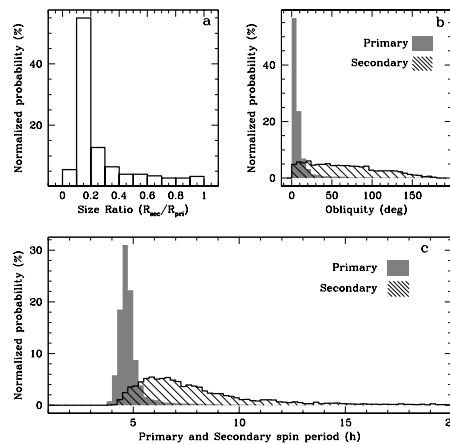 a
Normalized probability (%)
40
20
0 0.2 0.4 0.6 0.8 1
Size Ratio (Rsec/Rpri)
b
Primary
Secondary
Normalized probability (%)
40
20
0
0 50 100 150
Obliquity (deg)
c
Primary
Secondary
Normalized probability (%)
30
20
10
0
5 10 15 2
Primary and Secondary spin period (h)